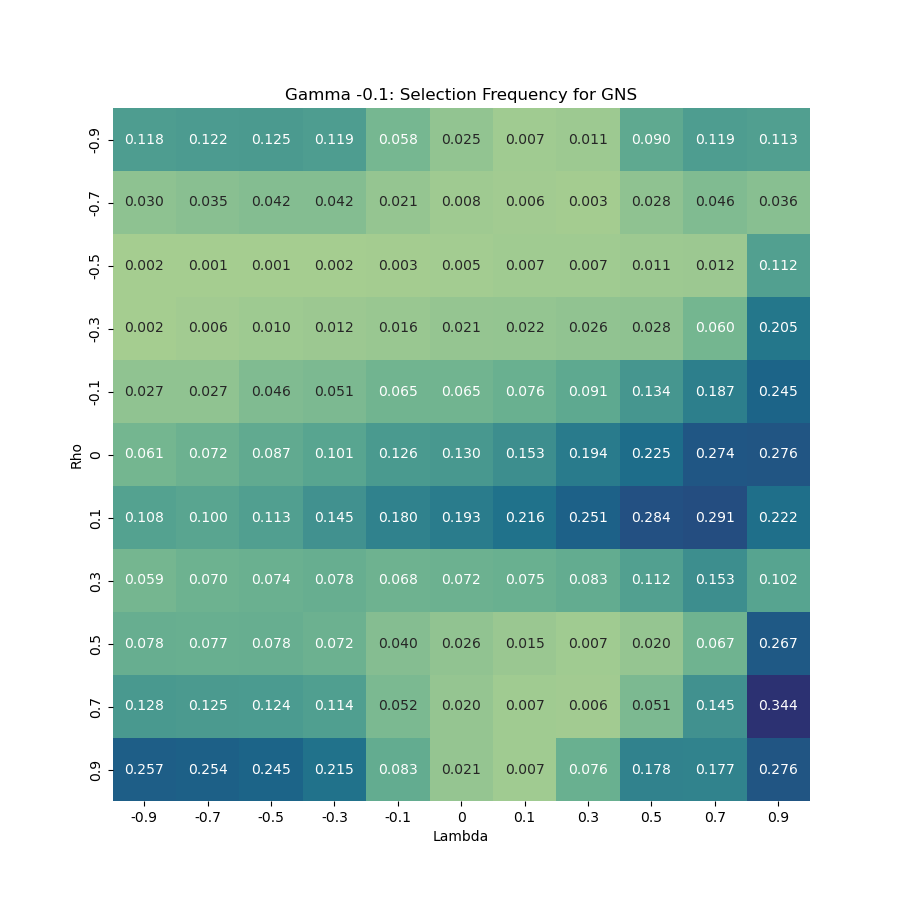 Gamma -0.1: Selection Frequency for GNS
-0.9 0.118 0.122 0.125 0.119 0.058 0.025 0.007 0.011 0.090 0.119 0.113
-0.7 0.030 0.035 0.042 0.042 0.021 0.008 0.006 0.003 0.028 0.046 0.036
-0.5 0.002 0.001 0.001 0.002 0.003 0.005 0.007 0.007 0.011 0.012 0.112
-0.3 0.002 0.006 0.010 0.012 0.016 0.021 0.022 0.026 0.028 0.060 0.205
-0.1 0.027 0.027 0.046 0.051 0.065 0.065 0.076 0.091 0.134 0.187 0.245
Rho
0 0.061 0.072 0.087 0.101 0.126 0.130 0.153 0.194 0.225 0.274 0.276
0.1 0.108 0.100 0.113 0.145 0.180 0.193 0.216 0.251 0.284 0.291 0.222
0.3 0.059 0.070 0.074 0.078 0.068 0.072 0.075 0.083 0.112 0.153 0.102
0.5 0.078 0.077 0.078 0.072 0.040 0.026 0.015 0.007 0.020 0.067 0.267
0.7 0.128 0.125 0.124 0.114 0.052 0.020 0.007 0.006 0.051 0.145 0.344
0.9 0.257 0.254 0.245 0.215 0.083 0.021 0.007 0.076 0.178 0.177 0.276
-0.9 -0.7 -0.5 -0.3 -0.1 0 0.1 0.3 0.5 0.7 0.9
Lambda